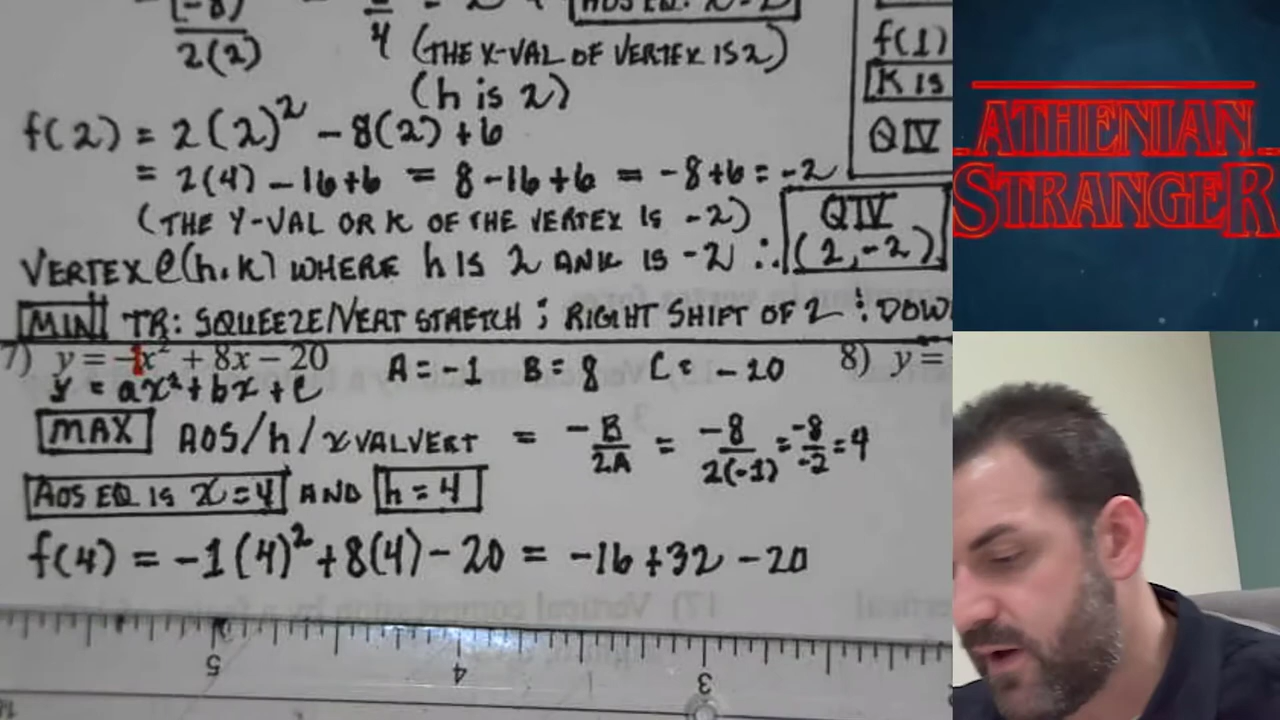 2(2) 4 (THE X-VAL OF VERTEX IS 2)
(h is 2)
f(1)
K IS
QIV
f(2) = 2(2)² - 8(2) + 6
= 2(4) - 16+6 = 8-16+6 = -8+6 = -2
(THE Y-VAL OR K OF THE VERTEX IS -2)
QIV
VERTEX @(h,k) WHERE h IS 2 AN K IS -2 ∴ (2,-2)
MIN TR: SQUEEZE/VERT STRETCH ; RIGHT SHIFT OF 2 ; DOW
7) y = -1x² + 8x - 20 A = -1 B = 8 C = -20 8) y =
y = ax² + bx + c
MAX AOS/h/x VAL VERT = -B/2A = -8/2(-1) = -8/-2 = 4
AOS EQ IS x = 4 AND h = 4
f(4) = -1(4)² + 8(4) - 20 = -16 + 32 - 20
5 4 3
ATHENIAN
STRANGER